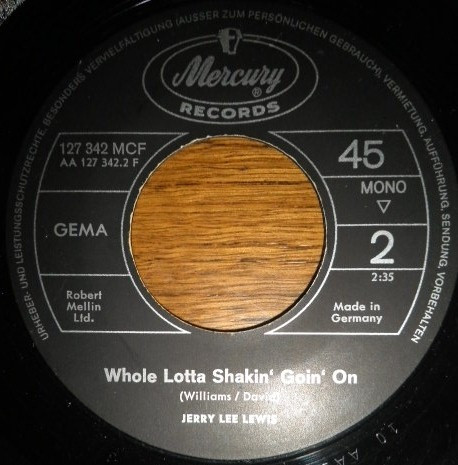 URHEBER- UND LEISTUNGSSCHUTZRECHTE, BESONDERS VERVIELFÄLTIGUNG (AUSSER ZUM PERSÖNLICHEN GEBRAUCH), VERMIETUNG, AUFFÜHRUNG, SENDUNG, VORBEHALTEN
Mercury
®
RECORDS
127 342 MCF
AA 127 342.2 F
45
MONO
GEMA
2
2:35
Robert
Mellin
Ltd.
Made in
Germany
Whole Lotta Shakin‘ Goin‘ On
(Williams / David)
JERRY LEE LEWIS